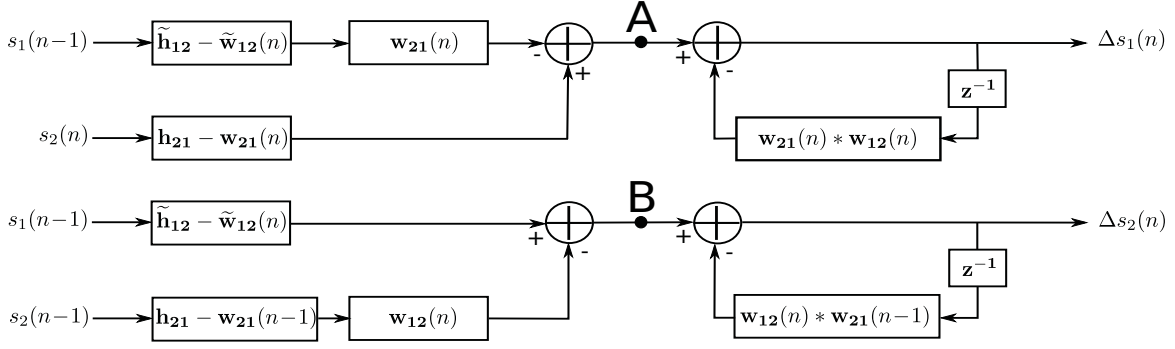 A
s₁(n−1) h̃₁₂ − w̃₁₂(n) w₂₁(n) - + + - Δs₁(n)
z⁻¹
s₂(n) h₂₁ − w₂₁(n) w₂₁(n) ∗ w₁₂(n)
B
s₁(n−1) h̃₁₂ − w̃₁₂(n) + - + - Δs₂(n)
z⁻¹
s₂(n−1) h₂₁ − w₂₁(n−1) w₁₂(n) w₁₂(n) ∗ w₂₁(n−1)